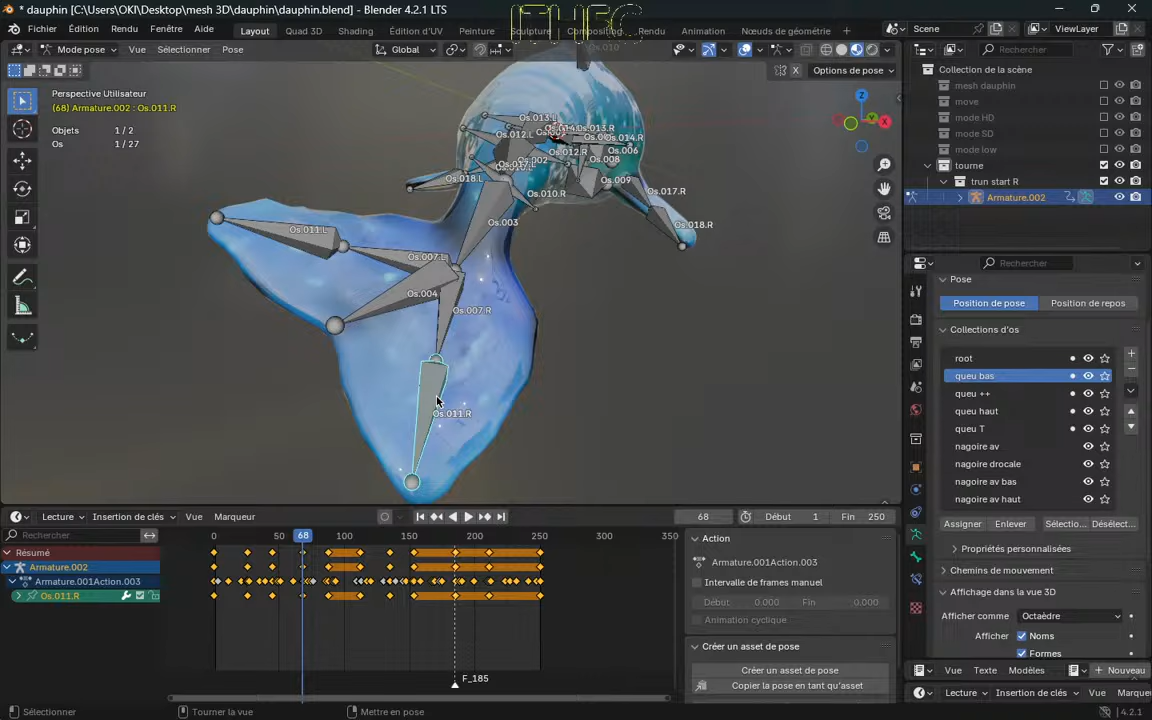 * dauphin [C:\Users\OKI\Desktop\mesh 3D\dauphin\dauphin.blend] - Blender 4.2.1 LTS
Fichier Édition Rendu Fenêtre Aide Layout Quad 3D Shading Édition d'UV Peinture Sculpture Compositing Rendu Animation Nœuds de géométrie + Scene ViewLayer
Mode pose Vue Sélectionner Pose Global Rechercher
X Options de pose
Perspective Utilisateur
(68) Armature.002 : Os.011.R
Objets 1 / 2
Os 1 / 27
Os.010
Os.013.L
Os.012.L
Os.013.R
Os.014.R
Os.012.R
Os.006
Os.008
Os.002
Os.017.L
Os.018.L
Os.009
Os.010.R
Os.017.R
Os.018.R
Os.003
Os.011.L
Os.007.L
Os.004
Os.007.R
Os.011.R
Z
Y
X
Collection de la scène
mesh dauphin
move
mode HD
mode SD
mode low
tourne
trun start R
Armature.002
Rechercher
Pose
Position de pose Position de repos
Collections d'os
root
queu bas
queu ++
queu haut
queu T
nagoire av
nagoire drocale
nagoire av bas
nagoire av haut
Assigner Enlever Sélectio... Désélect...
Propriétés personnalisées
Chemins de mouvement
Affichage dans la vue 3D
Afficher comme Octaèdre
Afficher Noms
Formes
Vue Texte Modèles + Nouveau
Lecture Insertion de clés Vue Marque
Lecture Insertion de clés Vue Marqueur 68 Début 1 Fin 250
Rechercher
0 50 68 100 150 200 250 300 350
Résumé
Armature.002
Armature.001Action.003
Os.011.R
F_185
Action
Armature.001Action.003
Intervalle de frames manuel
Début 0.000 Fin 0.000
Animation cyclique
Créer un asset de pose
Créer un asset de pose
Copier la pose en tant qu'asset
Sélectionner Tourner la vue Mettre en pose 4.2.1